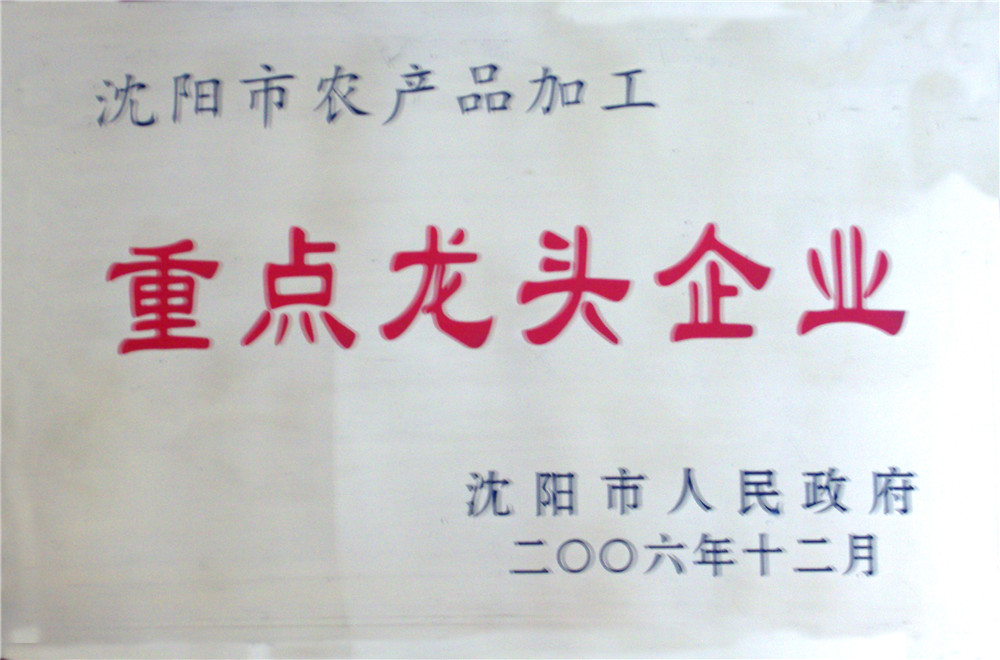 沈阳市农产品加工
重点龙头企业
沈阳市人民政府
二〇〇六年十二月